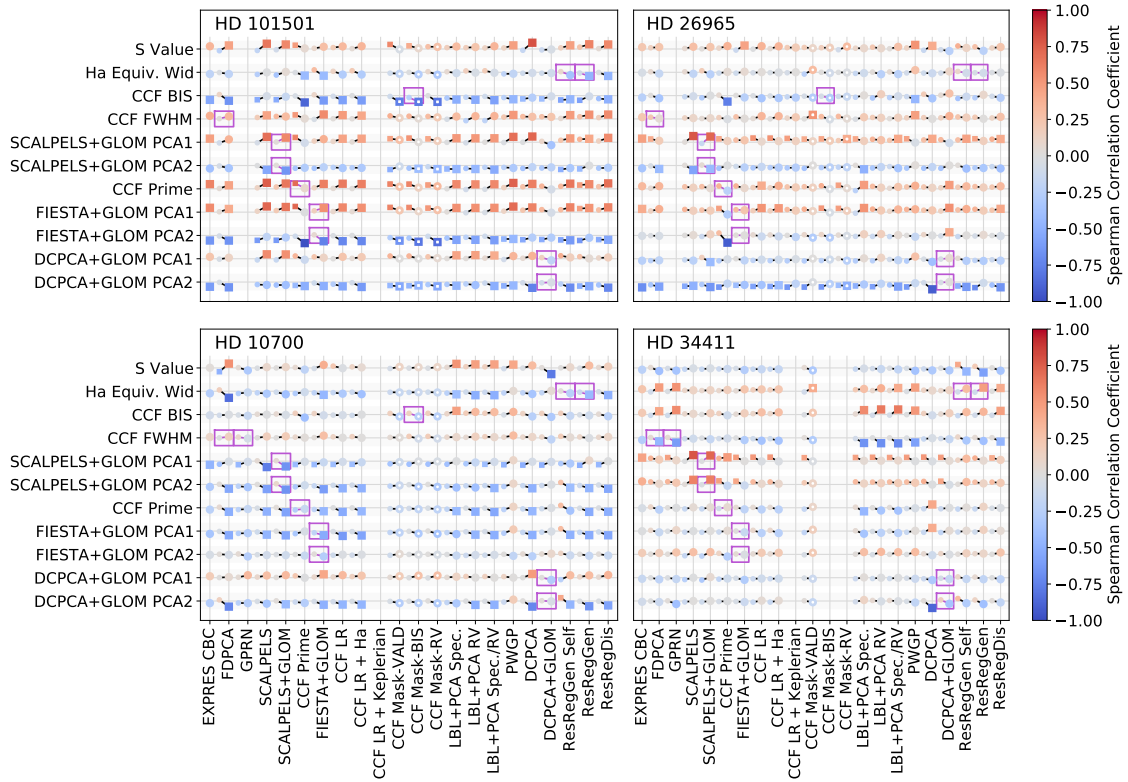 HD 101501
HD 26965
S Value
Ha Equiv. Wid
CCF BIS
CCF FWHM
SCALPELS+GLOM PCA1
SCALPELS+GLOM PCA2
CCF Prime
FIESTA+GLOM PCA1
FIESTA+GLOM PCA2
DCPCA+GLOM PCA1
DCPCA+GLOM PCA2
1.00
0.75
0.50
0.25
0.00
−0.25
−0.50
−0.75
−1.00
Spearman Correlation Coefficient
HD 10700
HD 34411
S Value
Ha Equiv. Wid
CCF BIS
CCF FWHM
SCALPELS+GLOM PCA1
SCALPELS+GLOM PCA2
CCF Prime
FIESTA+GLOM PCA1
FIESTA+GLOM PCA2
DCPCA+GLOM PCA1
DCPCA+GLOM PCA2
1.00
0.75
0.50
0.25
0.00
−0.25
−0.50
−0.75
−1.00
Spearman Correlation Coefficient
EXPRES CBC
FDPCA
GPRN
SCALPELS
SCALPELS+GLOM
CCF Prime
FIESTA+GLOM
CCF LR
CCF LR + Ha
CCF LR + Keplerian
CCF Mask-VALD
CCF Mask-BIS
CCF Mask-RV
LBL+PCA Spec.
LBL+PCA RV
LBL+PCA Spec./RV
PWGP
DCPCA
DCPCA+GLOM
ResRegGen Self
ResRegGen
ResRegDis
EXPRES CBC
FDPCA
GPRN
SCALPELS
SCALPELS+GLOM
CCF Prime
FIESTA+GLOM
CCF LR
CCF LR + Ha
CCF LR + Keplerian
CCF Mask-VALD
CCF Mask-BIS
CCF Mask-RV
LBL+PCA Spec.
LBL+PCA RV
LBL+PCA Spec./RV
PWGP
DCPCA
DCPCA+GLOM
ResRegGen Self
ResRegGen
ResRegDis